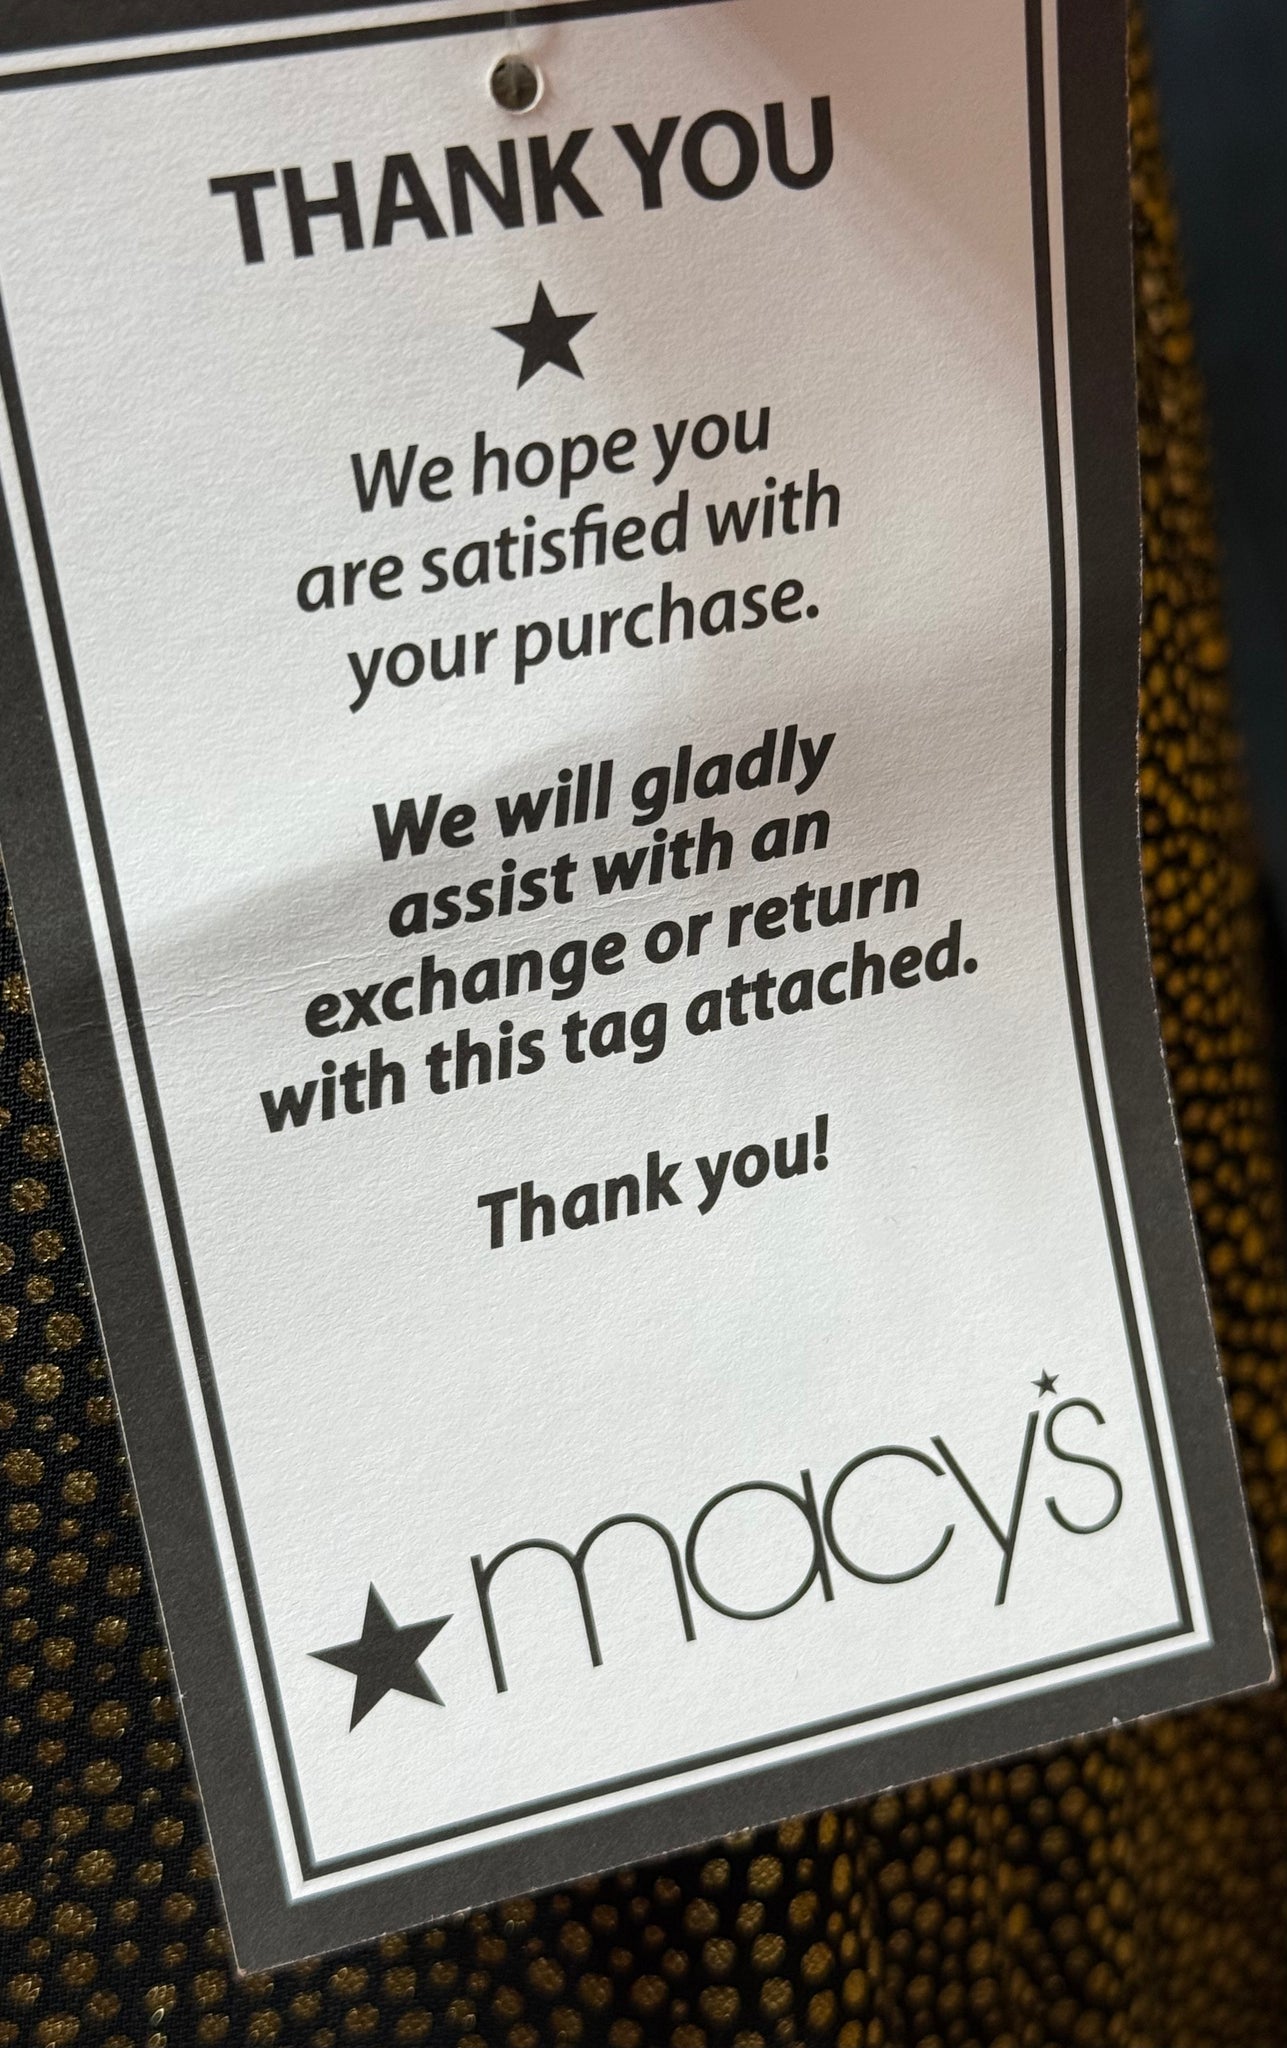 THANK YOU
We hope you
are satisfied with
your purchase.
We will gladly
assist with an
exchange or return
with this tag attached.
Thank you!
macy's